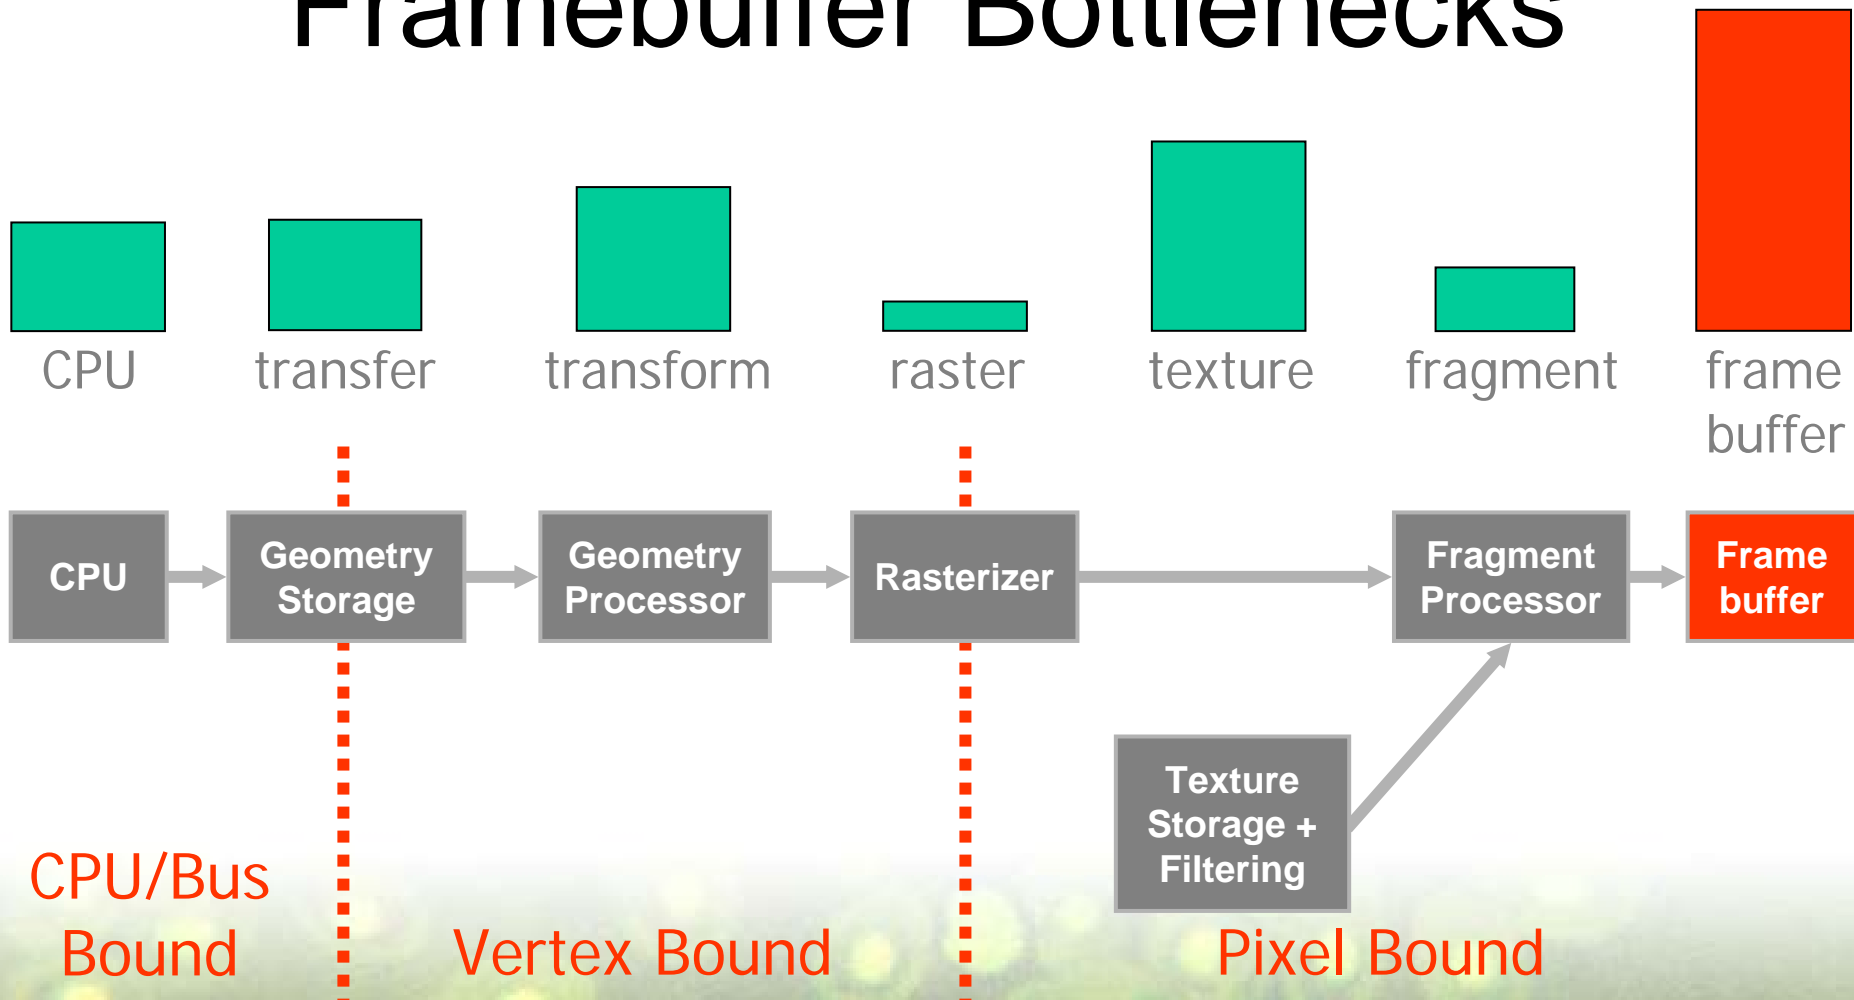 Framebuffer Bottlenecks
CPU
transfer
transform
raster
texture
fragment
frame
buffer
CPU
Geometry
Storage
Geometry
Processor
Rasterizer
Fragment
Processor
Frame
buffer
Texture
Storage +
Filtering
CPU/Bus
Bound
Vertex Bound
Pixel Bound